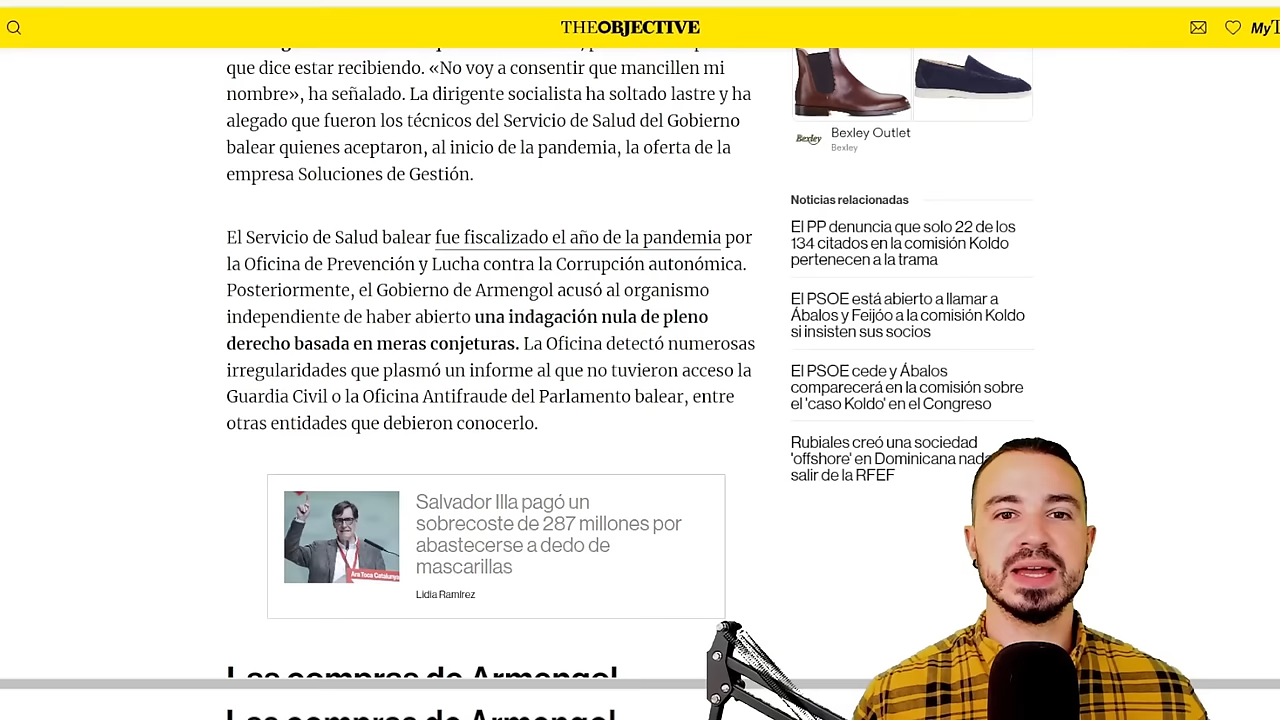 THEOBJECTIVE
My
que dice estar recibiendo. «No voy a consentir que mancillen mi
nombre», ha señalado. La dirigente socialista ha soltado lastre y ha
alegado que fueron los técnicos del Servicio de Salud del Gobierno
balear quienes aceptaron, al inicio de la pandemia, la oferta de la
empresa Soluciones de Gestión.
El Servicio de Salud balear fue fiscalizado el año de la pandemia por
la Oficina de Prevención y Lucha contra la Corrupción autonómica.
Posteriormente, el Gobierno de Armengol acusó al organismo
independiente de haber abierto una indagación nula de pleno
derecho basada en meras conjeturas. La Oficina detectó numerosas
irregularidades que plasmó un informe al que no tuvieron acceso la
Guardia Civil o la Oficina Antifraude del Parlamento balear, entre
otras entidades que debieron conocerlo.
Salvador Illa pagó un
sobrecoste de 287 millones por
abastecerse a dedo de
mascarillas
Lidia Ramírez
Ara Toca Catalunya
Las compras de Armengol
Las compras de Armengol
Bexley
Bexley Outlet
Bexley
Noticias relacionadas
El PP denuncia que solo 22 de los
134 citados en la comisión Koldo
pertenecen a la trama
El PSOE está abierto a llamar a
Ábalos y Feijóo a la comisión Koldo
si insisten sus socios
El PSOE cede y Ábalos
comparecerá en la comisión sobre
el 'caso Koldo' en el Congreso
Rubiales creó una sociedad
'offshore' en Dominicana nada
salir de la RFEF